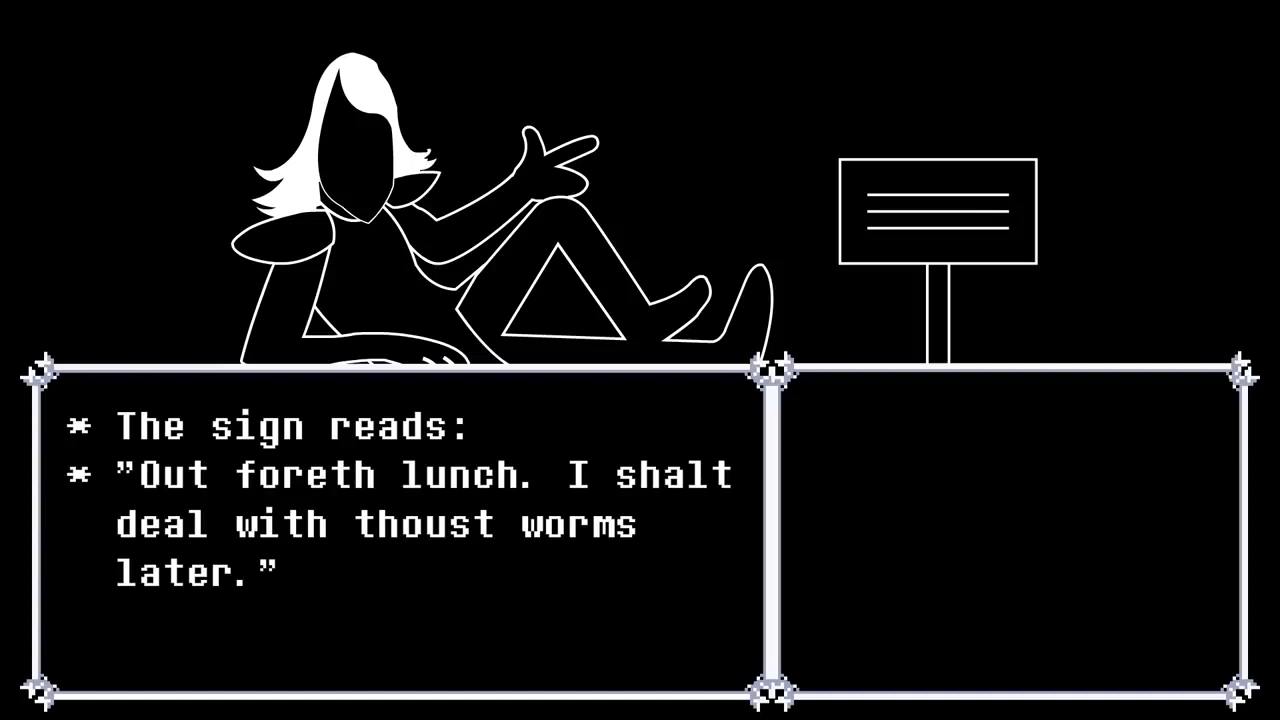 * The sign reads:
* "Out foreth lunch. I shalt
deal with thoust worms
later."